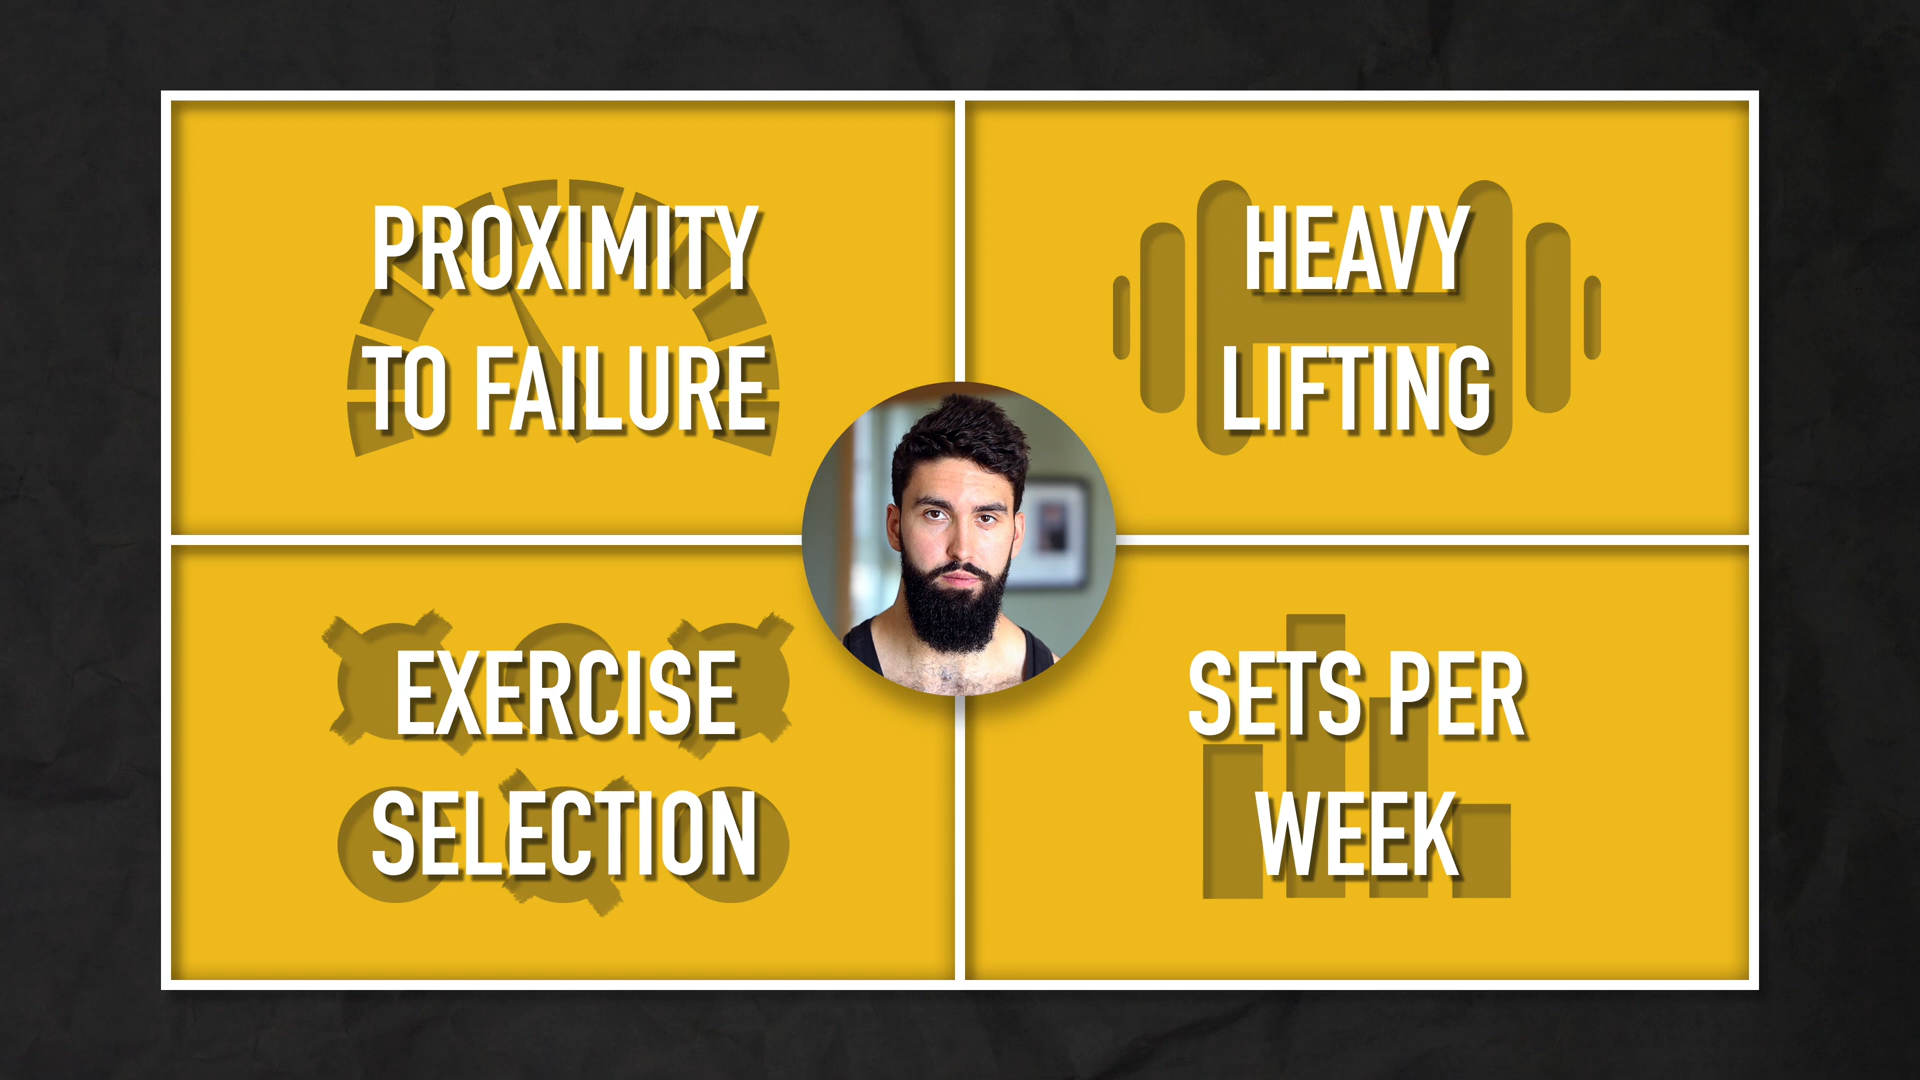 PROXIMITY
TO FAILURE
HEAVY
LIFTING
EXERCISE
SELECTION
SETS PER
WEEK